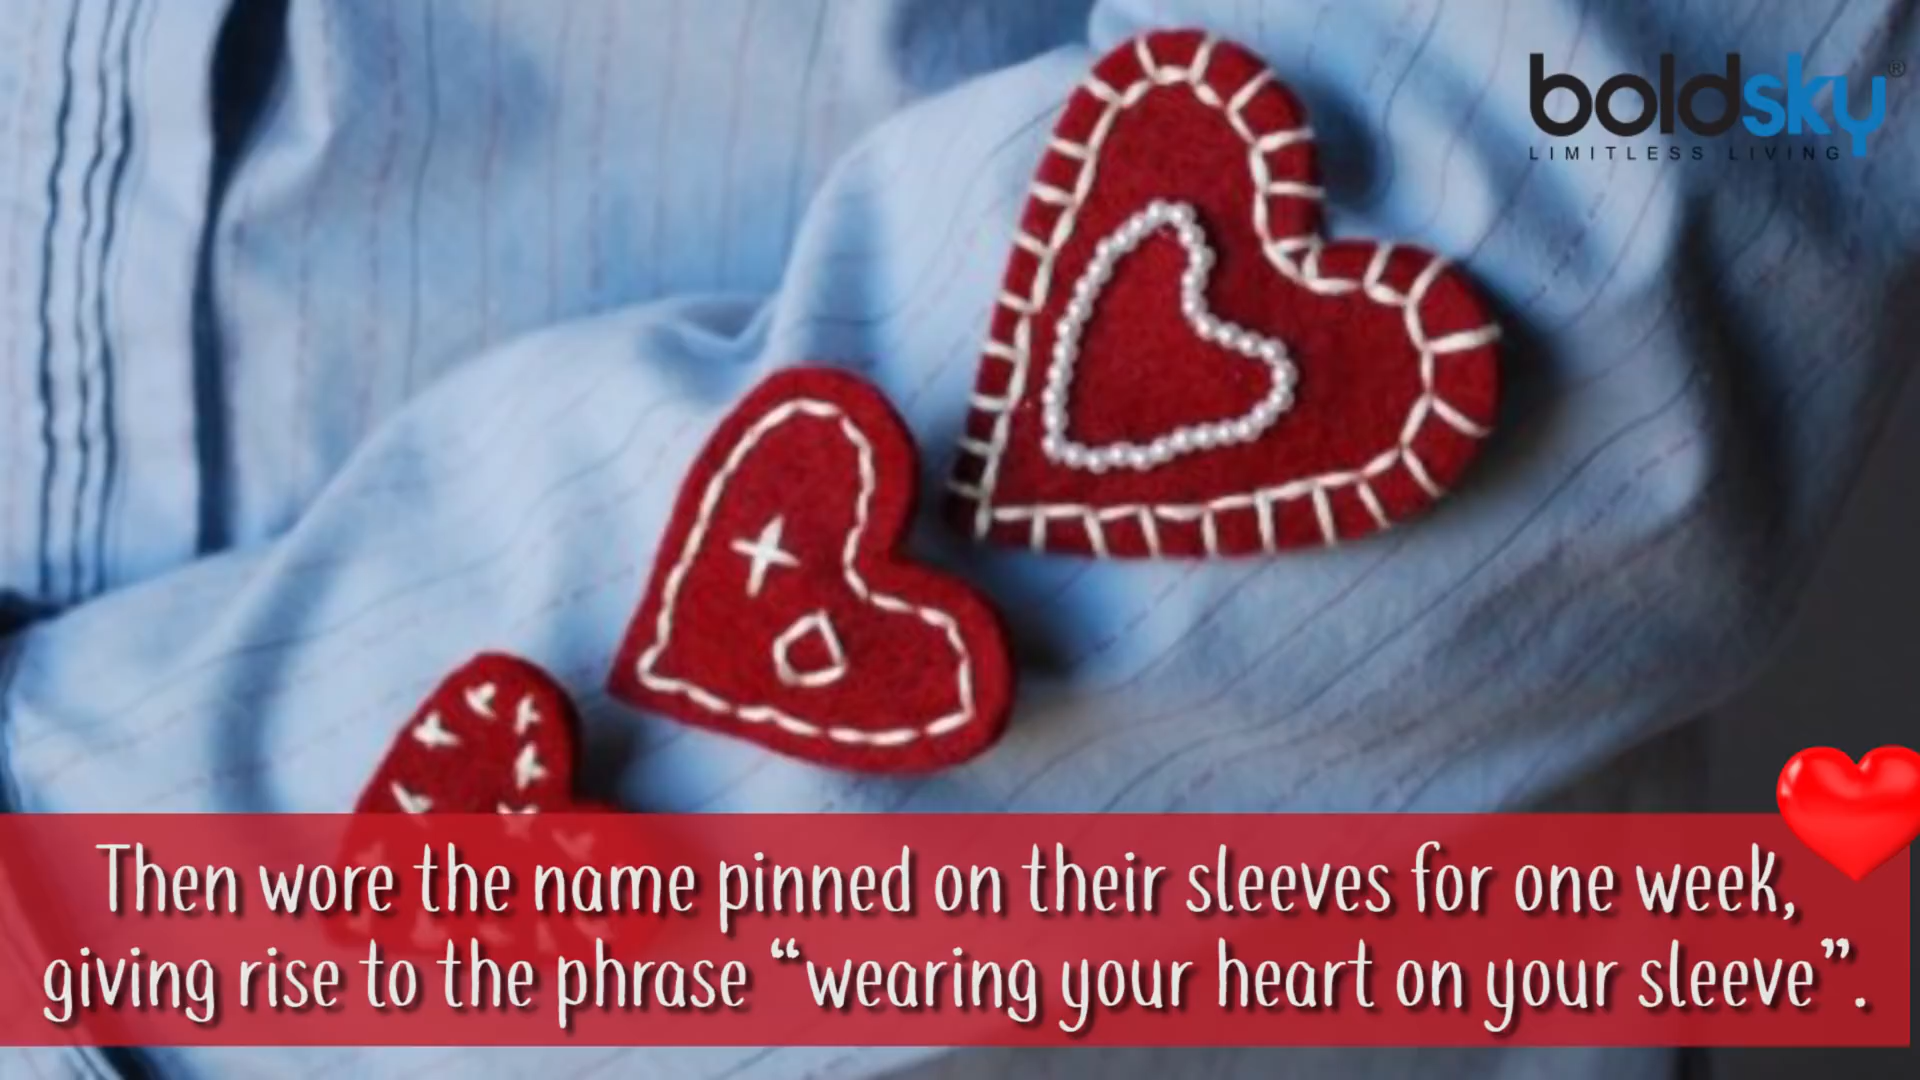 boldsky®
LIMITLESS LIVING
Then wore the name pinned on their sleeves for one week,
giving rise to the phrase “wearing your heart on your sleeve”.